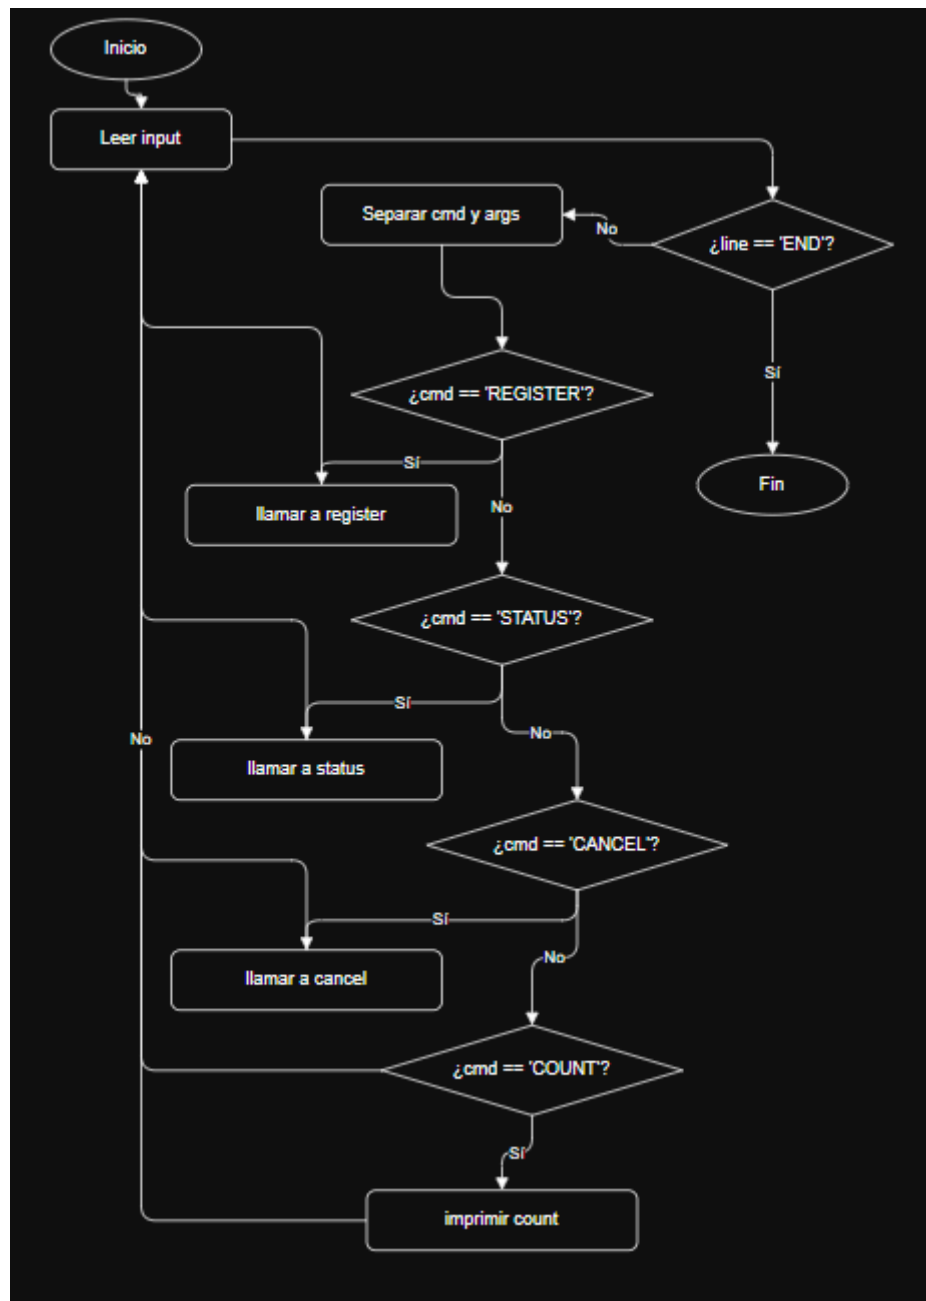 Inicio
Leer input
Separar cmd y args
No
¿line == 'END'?
Sí
¿cmd == 'REGISTER'?
Sí
Fin
llamar a register
No
¿cmd == 'STATUS'?
Sí
No
No
llamar a status
¿cmd == 'CANCEL'?
Sí
No
llamar a cancel
¿cmd == 'COUNT'?
Sí
imprimir count